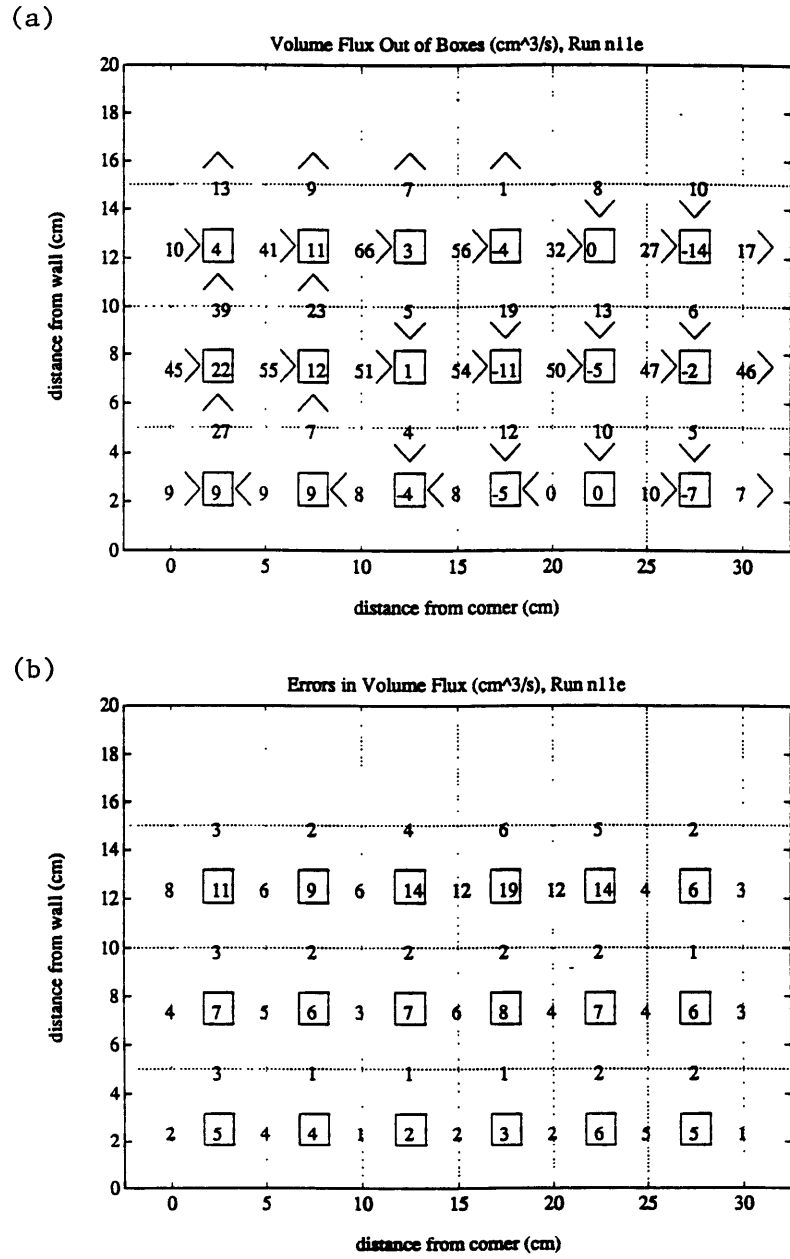 (a)
Volume Flux Out of Boxes (cm^3/s), Run n11e
20
18
16
13 9 7 1 8 10
14
12 10 4 41 11 66 3 56 -4 32 0 27 -14 17
10
39 23 5 19 13 6
8
45 22 55 12 51 1 54 -11 50 -5 47 -2 46
6
27 7 4 12 10 5
4
2 9 9 9 9 8 -4 8 -5 0 0 10 -7 7
0
0 5 10 15 20 25 30
distance from wall (cm)
distance from corner (cm)
(b)
Errors in Volume Flux (cm^3/s), Run n11e
20
18
16
3 2 4 6 5 2
14
12 8 11 6 9 6 14 12 19 12 14 4 6 3
10
3 2 2 2 2 1
8
4 7 5 6 3 7 6 8 4 7 4 6 3
6
3 1 1 1 2 2
4
2 2 5 4 4 1 2 2 3 2 6 5 5 1
0
0 5 10 15 20 25 30
distance from wall (cm)
distance from corner (cm)